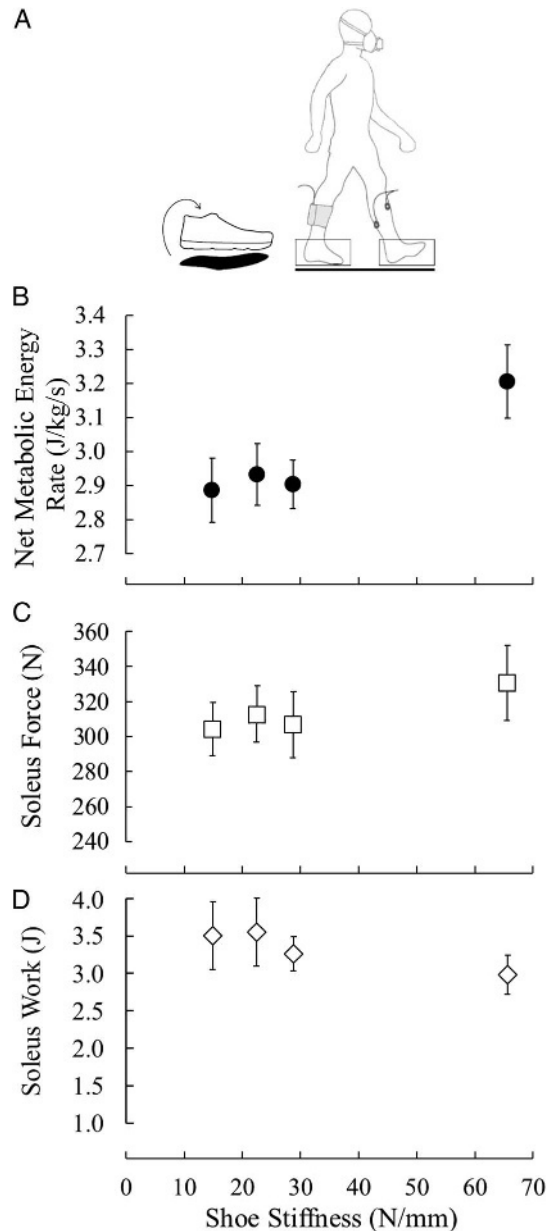 A
B
Net Metabolic Energy
Rate (J/kg/s)
3.4
3.3
3.2
3.1
3.0
2.9
2.8
2.7
C
Soleus Force (N)
360
340
320
300
280
260
240
D
Soleus Work (J)
4.0
3.5
3.0
2.5
2.0
1.5
1.0
0 10 20 30 40 50 60 70
Shoe Stiffness (N/mm)